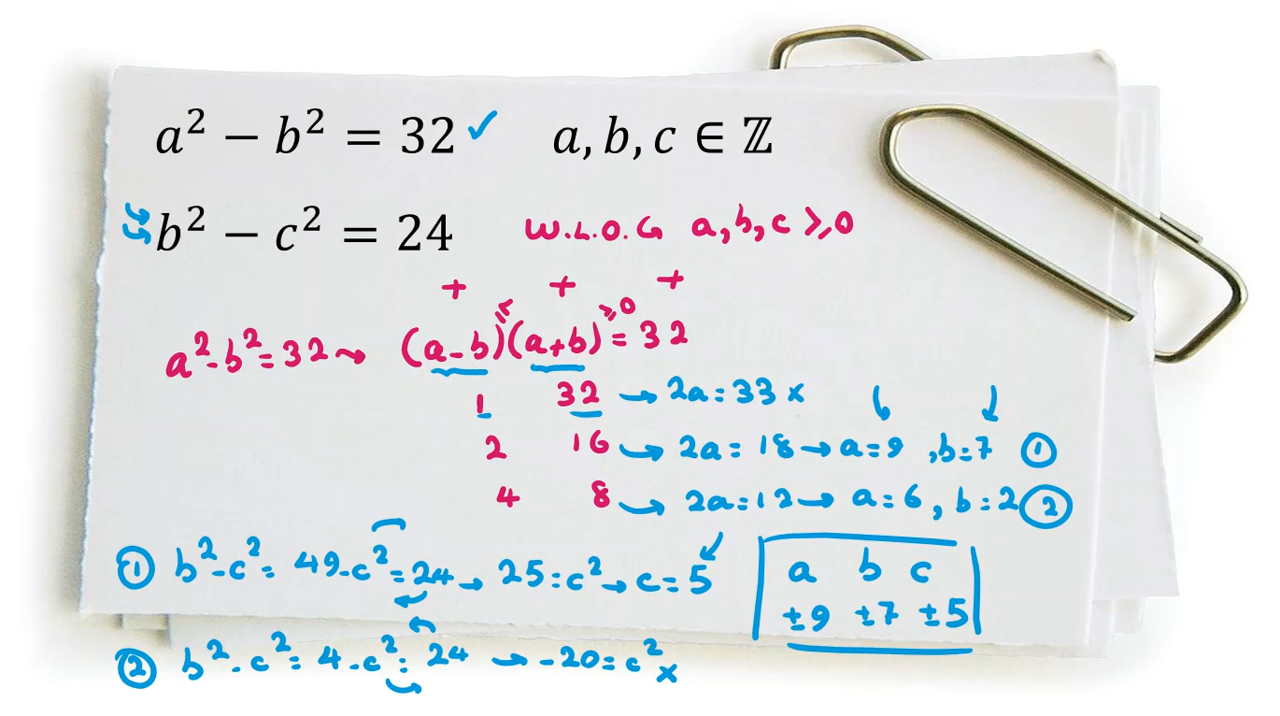 a² − b² = 32 ✓ a, b, c ∈ ℤ
b² − c² = 24 W.L.O.G a, b, c ⩾ 0
+ + +
⩽ ⩾0
a²-b²=32 → (a-b)(a+b)=32
1 32 → 2a=33 ×
2 16 → 2a=18 → a=9, b=7 ①
4 8 → 2a=12 → a=6, b=2 ②
① b²-c²= 49-c²=24 → 25=c² → c=5
a b c
±9 ±7 ±5
② b²-c²= 4-c²=24 → -20=c² ×